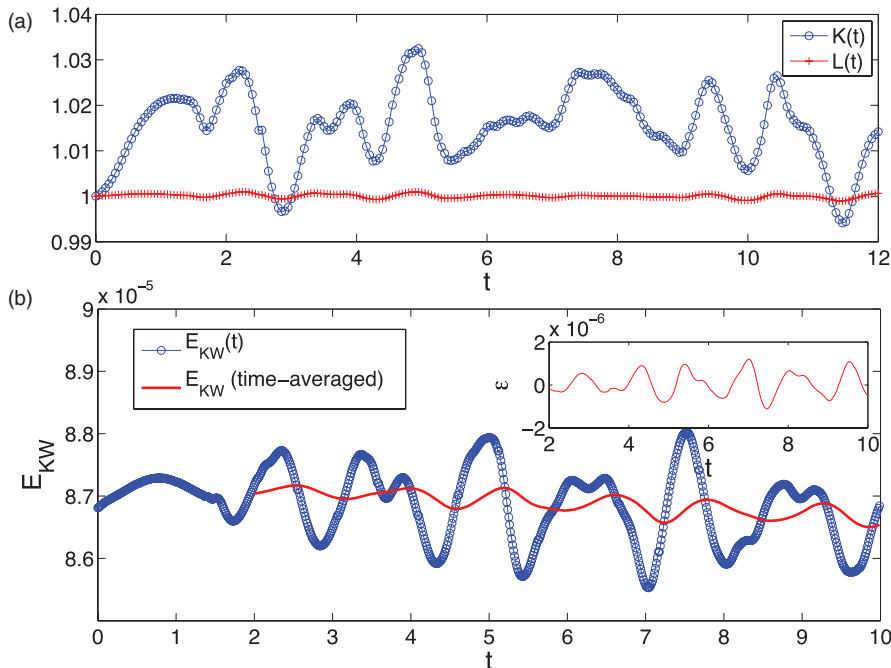 (a)
1.04
1.03
1.02
1.01
1
0.99
K(t)
L(t)
0 2 4 6 8 10 12
t
(b)
x 10⁻⁵
9
8.9
8.8
8.7
8.6
E_KW
E_KW(t)
E_KW (time−averaged)
x 10⁻⁶
2
0
−2
ε
2 4 6 8 10
t
0 1 2 3 4 5 6 7 8 9 10
t